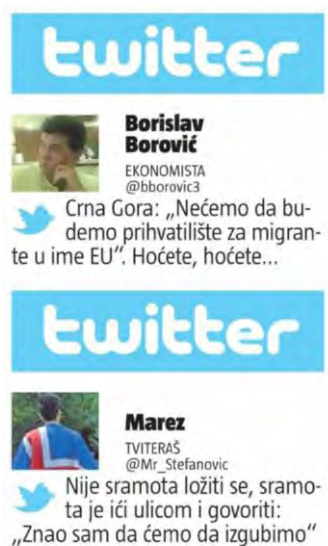 twitter
Borislav
Borović
EKONOMISTA
@bborovic3
Crna Gora: „Nećemo da bu-
demo prihvatilište za migran-
te u ime EU“. Hoćete, hoćete...
twitter
Marez
TVITERAŠ
@Mr_Stefanovic
Nije sramota ložiti se, sramo-
ta je ići ulicom i govoriti:
„Znao sam da ćemo da izgubimo“